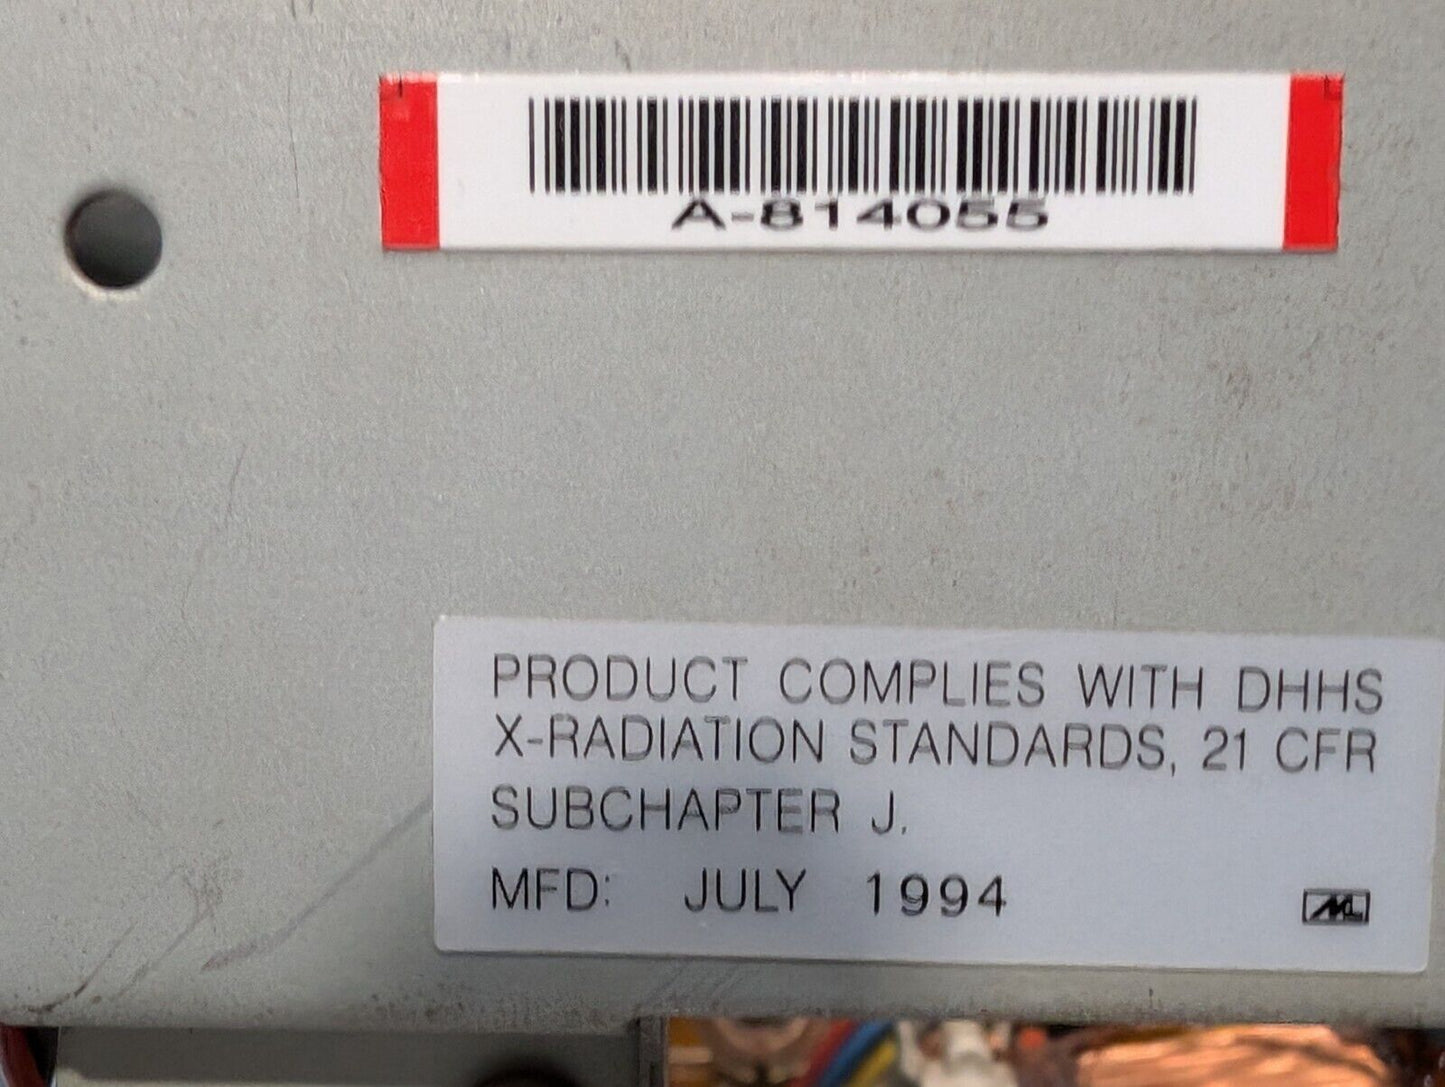 A-814055
PRODUCT COMPLIES WITH DHHS
X-RADIATION STANDARDS, 21 CFR
SUBCHAPTER J.
MFD: JULY 1994